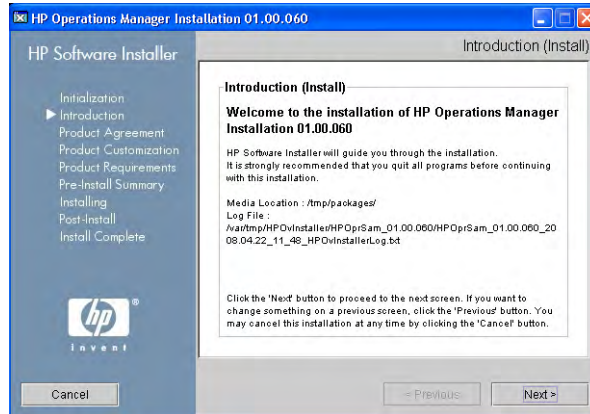 HP Operations Manager Installation 01.00.060
HP Software Installer
Introduction (Install)
Initialization
Introduction
Product Agreement
Product Customization
Product Requirements
Pre-Install Summary
Installing
Post-Install
Install Complete
hp
®
invent
Introduction (Install)
Welcome to the installation of HP Operations Manager
Installation 01.00.060
HP Software Installer will guide you through the installation.
It is strongly recommended that you quit all programs before continuing
with this installation.
Media Location : /tmp/packages/
Log File :
/var/tmp/HPOvInstaller/HPOprSam_01.00.060/HPOprSam_01.00.060_20
08.04.22_11_48_HPOvInstallerLog.txt
Click the 'Next' button to proceed to the next screen. If you want to
change something on a previous screen, click the 'Previous' button. You
may cancel this installation at any time by clicking the 'Cancel' button.
Cancel
< Previous
Next >